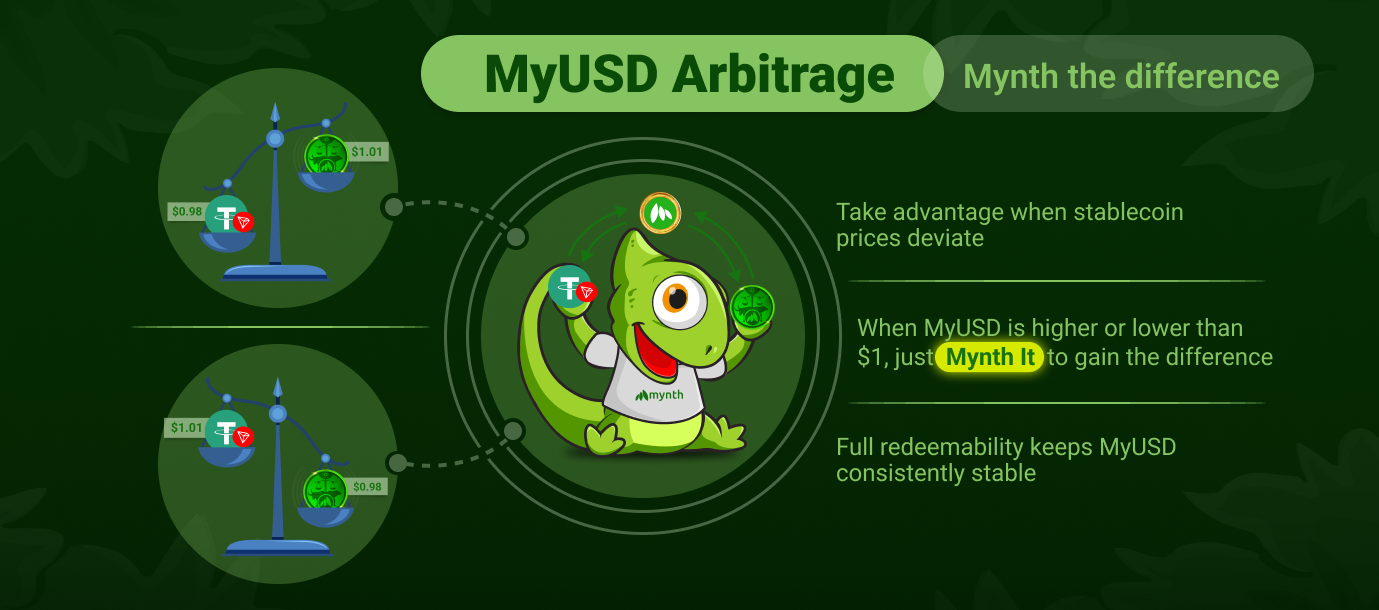 MyUSD Arbitrage
Mynth the difference
$1.01
$0.98
$1.01
$0.98
mynth
Take advantage when stablecoin
prices deviate
When MyUSD is higher or lower than
$1, just Mynth It to gain the difference
Full redeemability keeps MyUSD
consistently stable